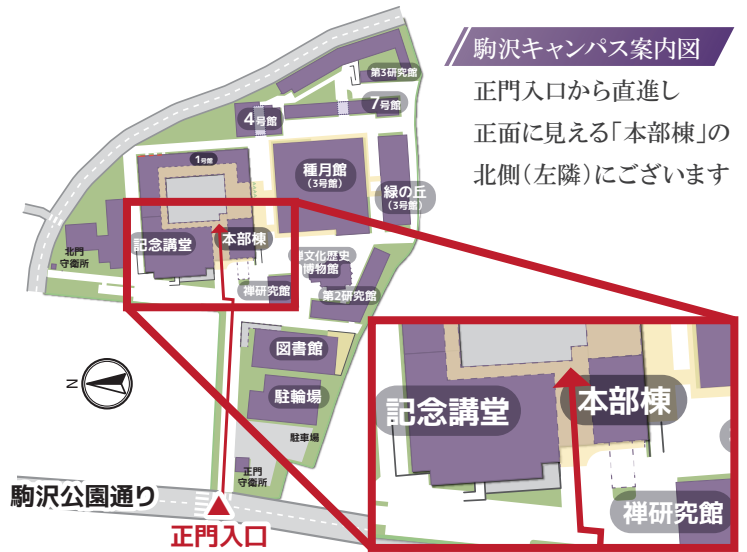 駒沢キャンパス案内図
正門入口から直進し
正面に見える「本部棟」の
北側(左隣)にございます
第3研究館
7号館
4号館
1号館
種月館
(3号館)
緑の丘
(3号館)
記念講堂
本部棟
北門
守衛所
禅文化歴史
博物館
禅研究館
第2研究館
図書館
N
駐輪場
駐車場
正門
守衛所
駒沢公園通り
正門入口
記念講堂
本部棟
禅研究館